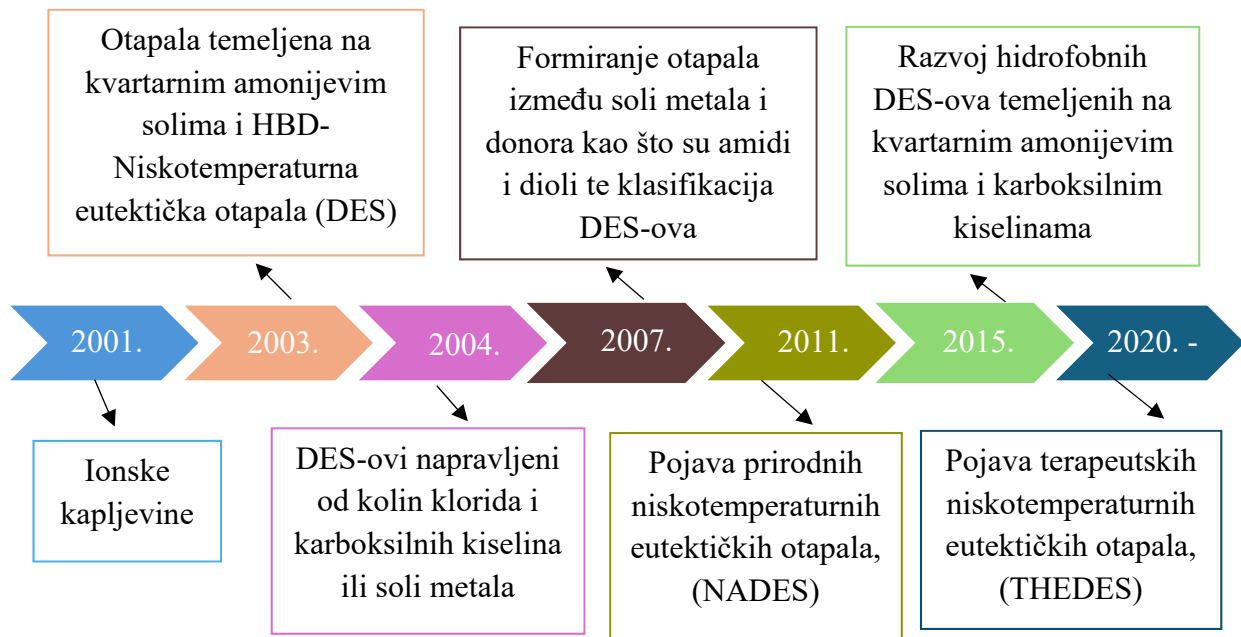 Otapala temeljena na
kvartarnim amonijevim
solima i HBD-
Niskotemperaturna
eutektička otapala (DES)
Formiranje otapala
između soli metala i
donora kao što su amidi
i dioli te klasifikacija
DES-ova
Razvoj hidrofobnih
DES-ova temeljenih na
kvartarnim amonijevim
solima i karboksilnim
kiselinama
2001.
2003.
2004.
2007.
2011.
2015.
2020. -
Ionske
kapljevine
DES-ovi napravljeni
od kolin klorida i
karboksilnih kiselina
ili soli metala
Pojava prirodnih
niskotemperaturnih
eutektičkih otapala,
(NADES)
Pojava terapeutskih
niskotemperaturnih
eutektičkih otapala,
(THEDES)